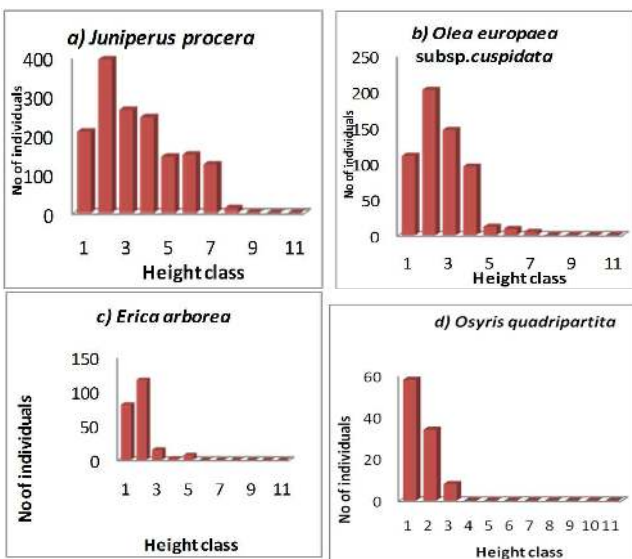 a) Juniperus procera
No of individuals
400
300
200
100
0
1 3 5 7 9 11
Height class
b) Olea europaea
subsp.cuspidata
No of individuals
250
200
150
100
50
0
1 3 5 7 9 11
Height class
c) Erica arborea
No of individuals
150
100
50
0
1 3 5 7 9 11
Height class
d) Osyris quadripartita
No of individuals
60
40
20
0
1 2 3 4 5 6 7 8 9 10 11
Height class